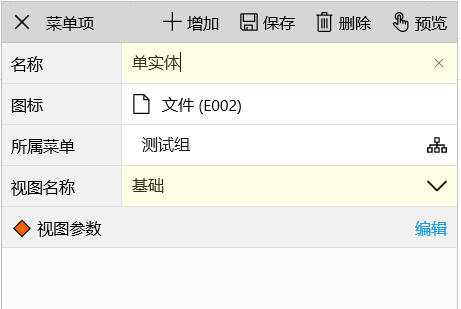 菜单项 增加 保存 删除 预览
名称 单实体
图标 文件 (E002)
所属菜单 测试组
视图名称 基础
视图参数 编辑